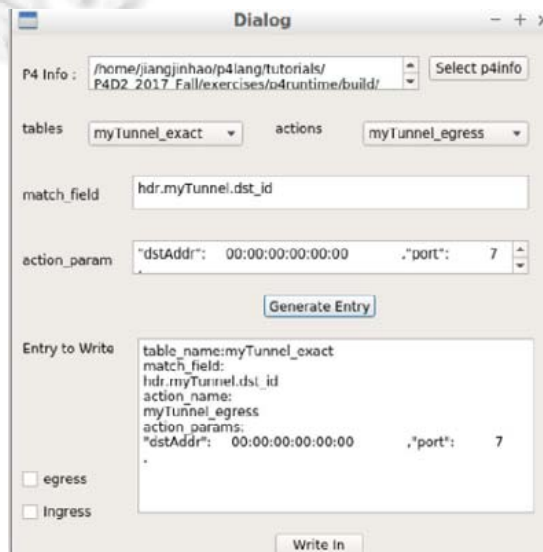 Dialog
P4 Info : /home/jiangjinhao/p4lang/tutorials/ Select p4info
P4D2_2017_Fall/exercises/p4runtime/build/
tables myTunnel_exact actions myTunnel_egress
match_field hdr.myTunnel.dst_id
action_param "dstAddr": 00:00:00:00:00:00 ,"port": 7
Generate Entry
Entry to Write table_name:myTunnel_exact
match_field:
hdr.myTunnel.dst_id
action_name:
myTunnel_egress
action_params:
"dstAddr": 00:00:00:00:00:00 ,"port": 7
.
egress
Ingress
Write In